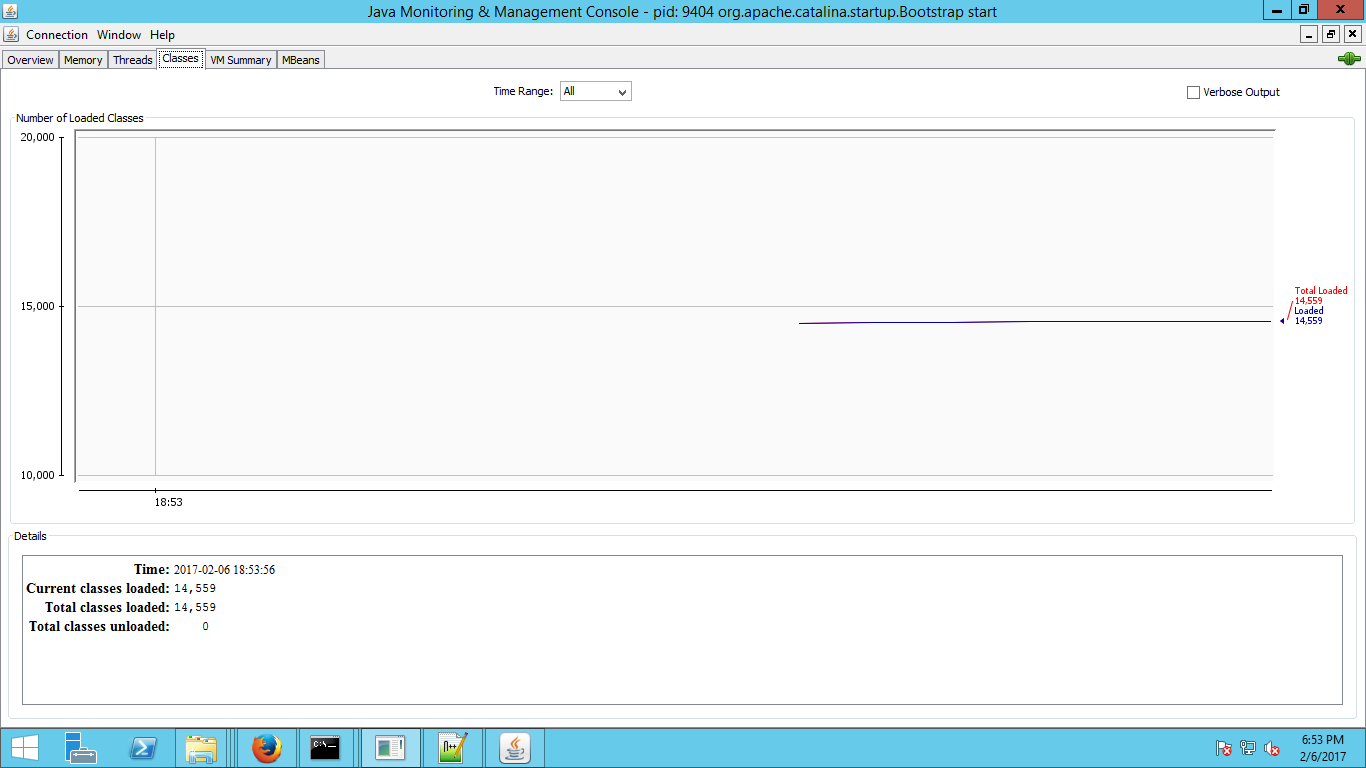 Java Monitoring & Management Console - pid: 9404 org.apache.catalina.startup.Bootstrap start
Connection Window Help
Overview Memory Threads Classes VM Summary MBeans
Time Range: All
Verbose Output
Number of Loaded Classes
20,000
15,000
10,000
Total Loaded
14,559
Loaded
14,559
18:53
Details
Time: 2017-02-06 18:53:56
Current classes loaded: 14,559
Total classes loaded: 14,559
Total classes unloaded: 0
C:\_
N++
6:53 PM
2/6/2017